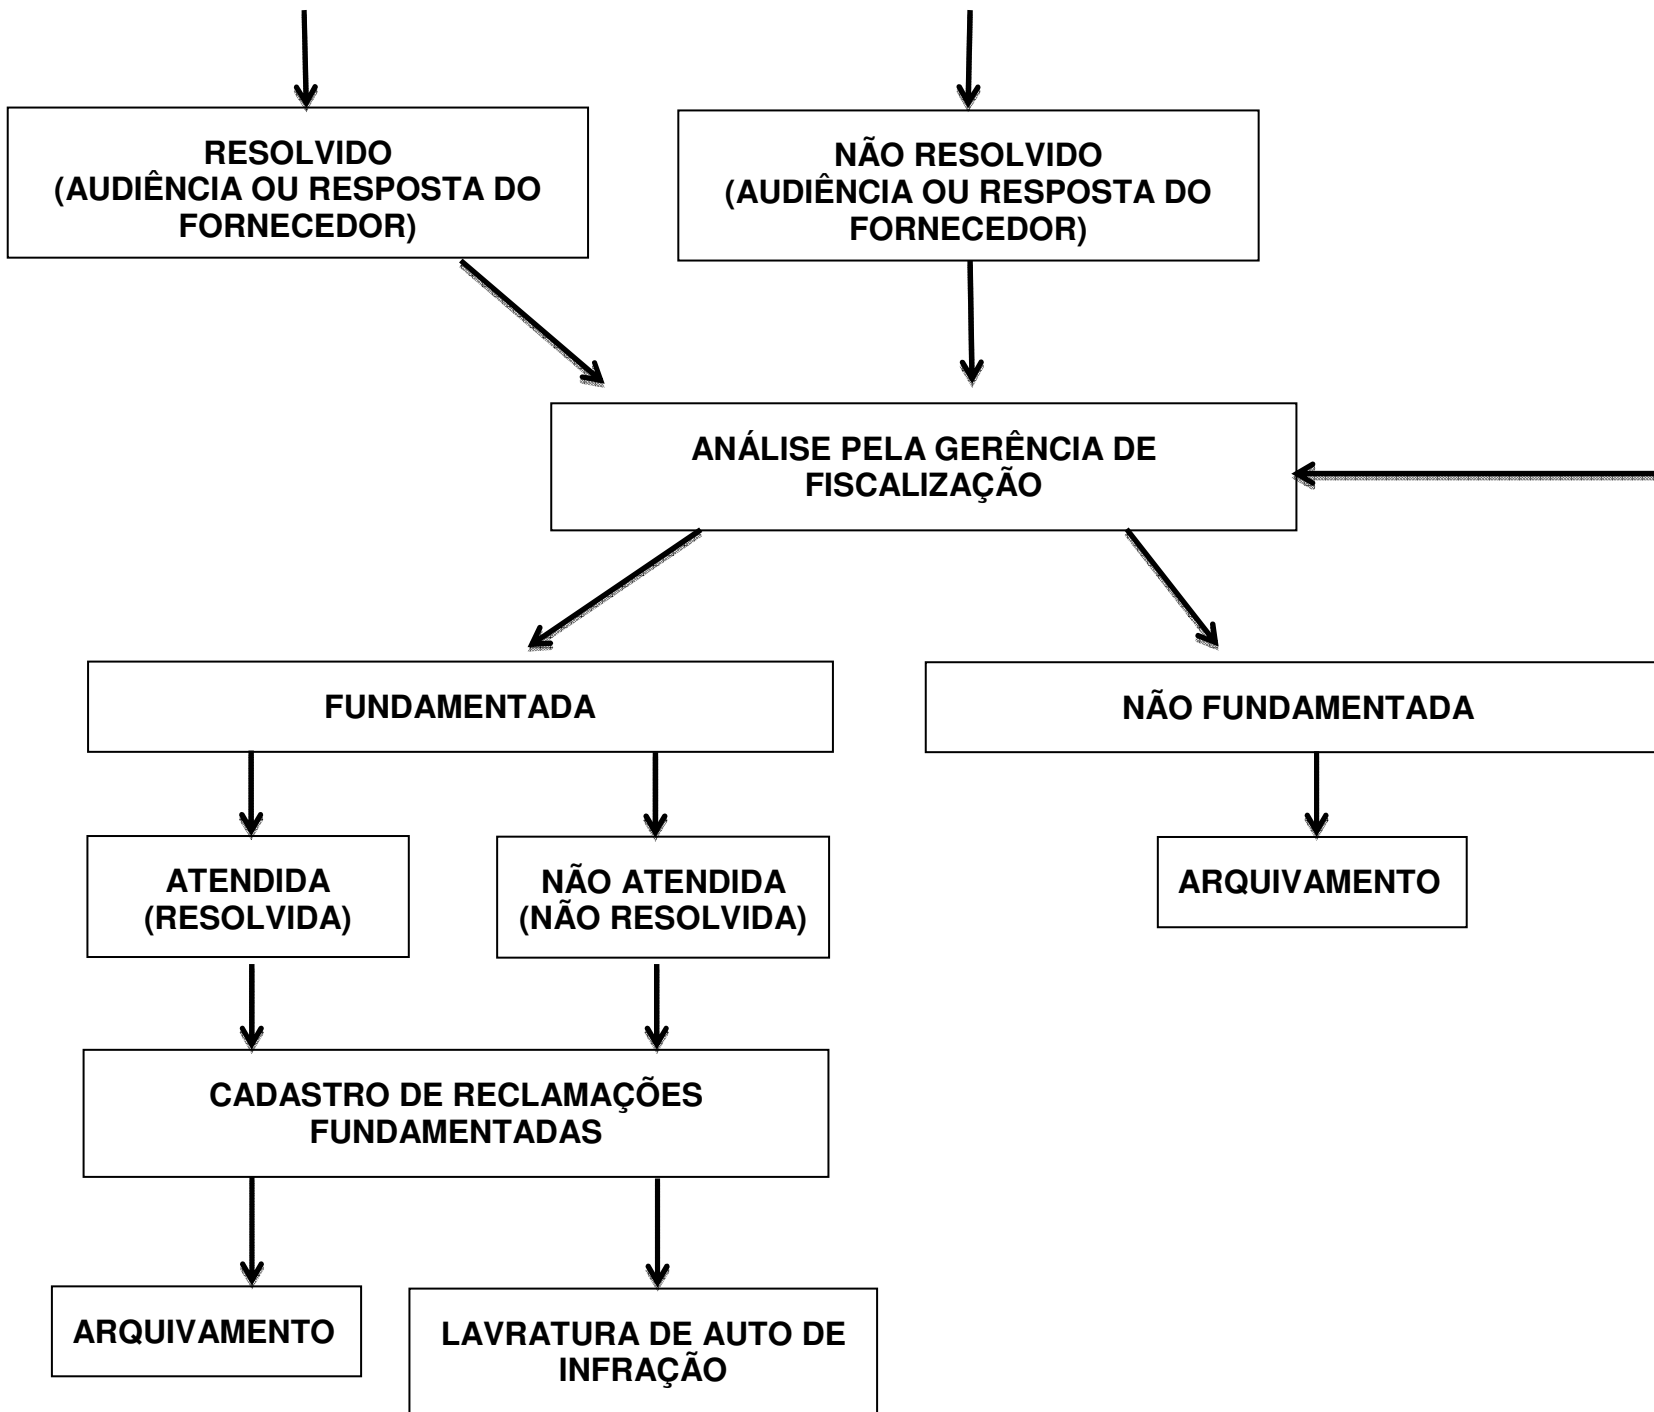 RESOLVIDO
(AUDIÊNCIA OU RESPOSTA DO
FORNECEDOR)
NÃO RESOLVIDO
(AUDIÊNCIA OU RESPOSTA DO
FORNECEDOR)
ANÁLISE PELA GERÊNCIA DE
FISCALIZAÇÃO
FUNDAMENTADA
NÃO FUNDAMENTADA
ATENDIDA
(RESOLVIDA)
NÃO ATENDIDA
(NÃO RESOLVIDA)
ARQUIVAMENTO
CADASTRO DE RECLAMAÇÕES
FUNDAMENTADAS
ARQUIVAMENTO
LAVRATURA DE AUTO DE
INFRAÇÃO